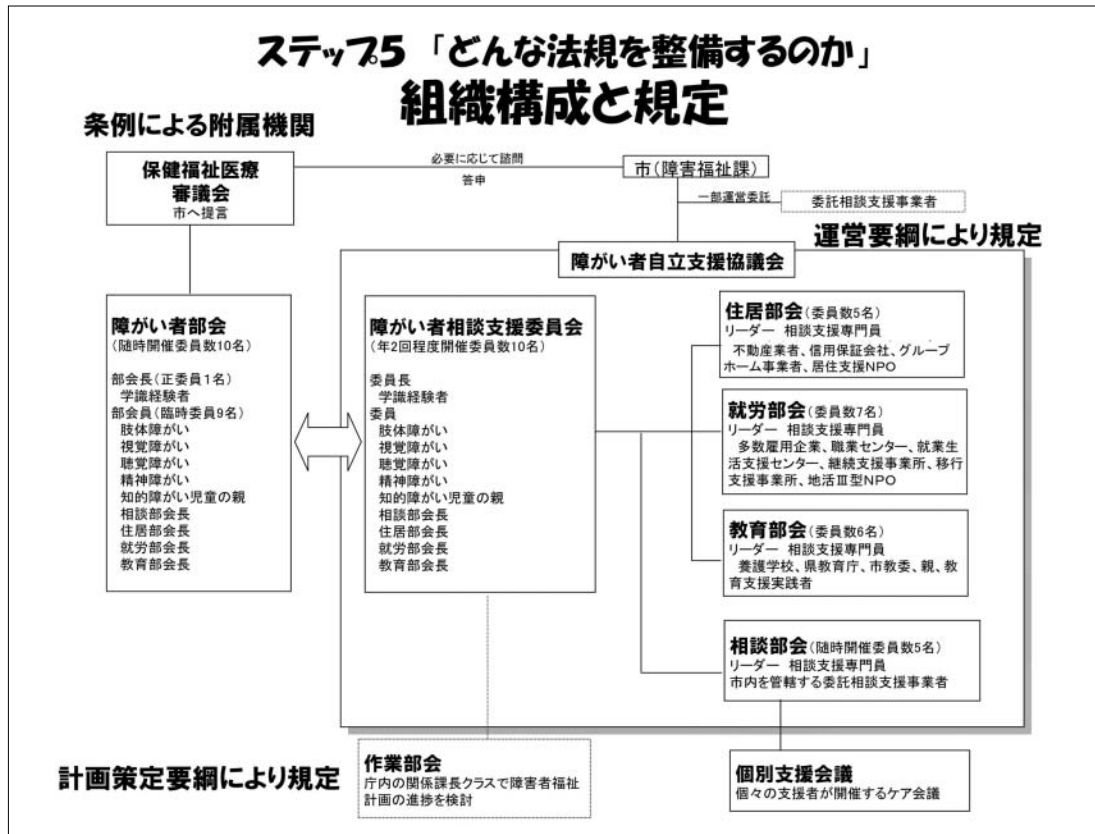 ステップ5 「どんな法規を整備するのか」
組織構成と規定
条例による附属機関
保健福祉医療
審議会
市へ提言
必要に応じて諮問
答申
市(障害福祉課)
一部運営委託
委託相談支援事業者
運営要綱により規定
障がい者自立支援協議会
障がい者部会
(随時開催委員数10名)
部会長(正委員1名)
学識経験者
部会員(臨時委員9名)
肢体障がい
視覚障がい
聴覚障がい
精神障がい
知的障がい児童の親
相談部会長
住居部会長
就労部会長
教育部会長
障がい者相談支援委員会
(年2回程度開催委員数10名)
委員長
学識経験者
委員
肢体障がい
視覚障がい
聴覚障がい
精神障がい
知的障がい児童の親
相談部会長
住居部会長
就労部会長
教育部会長
住居部会(委員数5名)
リーダー 相談支援専門員
不動産業者、信用保証会社、グループ
ホーム事業者、居住支援NPO
就労部会(委員数7名)
リーダー 相談支援専門員
多数雇用企業、職業センター、就業生
活支援センター、継続支援事業所、移行
支援事業所、地活Ⅲ型NPO
教育部会(委員数6名)
リーダー 相談支援専門員
養護学校、県教育庁、市教委、親、教
育支援実践者
相談部会(随時開催委員数5名)
リーダー 相談支援専門員
市内を管轄する委託相談支援事業者
計画策定要綱により規定
作業部会
庁内の関係課長クラスで障害者福祉
計画の進捗を検討
個別支援会議
個々の支援者が開催するケア会議